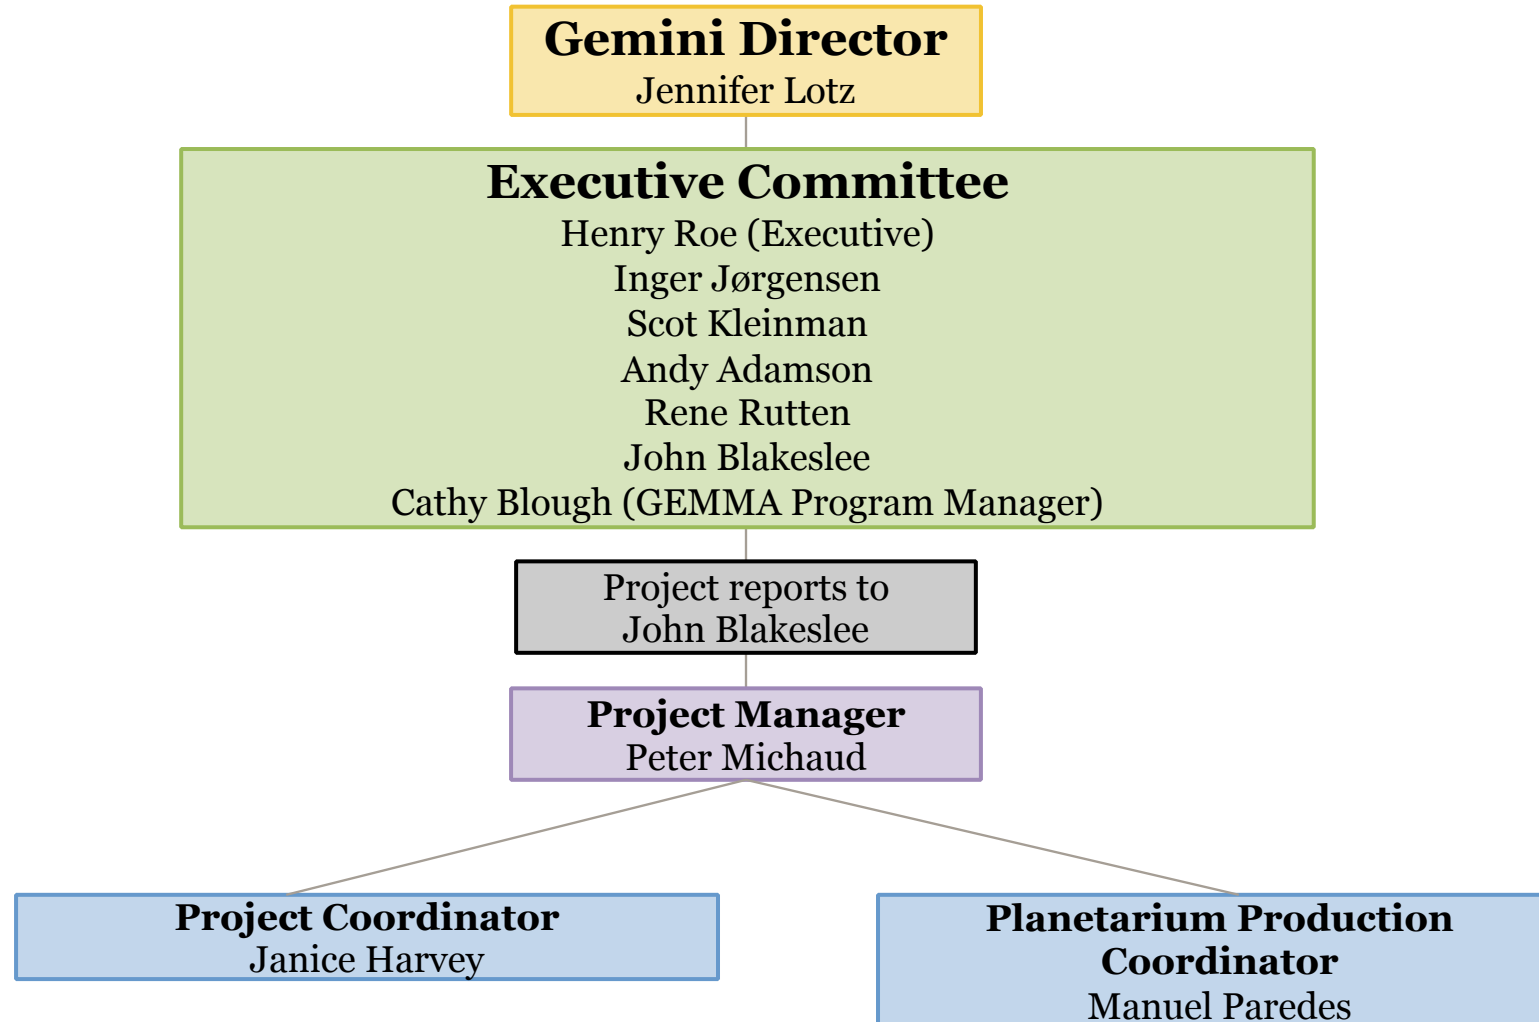 Gemini Director
Jennifer Lotz
Executive Committee
Henry Roe (Executive)
Inger Jørgensen
Scot Kleinman
Andy Adamson
Rene Rutten
John Blakeslee
Cathy Blough (GEMMA Program Manager)
Project reports to
John Blakeslee
Project Manager
Peter Michaud
Project Coordinator
Janice Harvey
Planetarium Production
Coordinator
Manuel Paredes